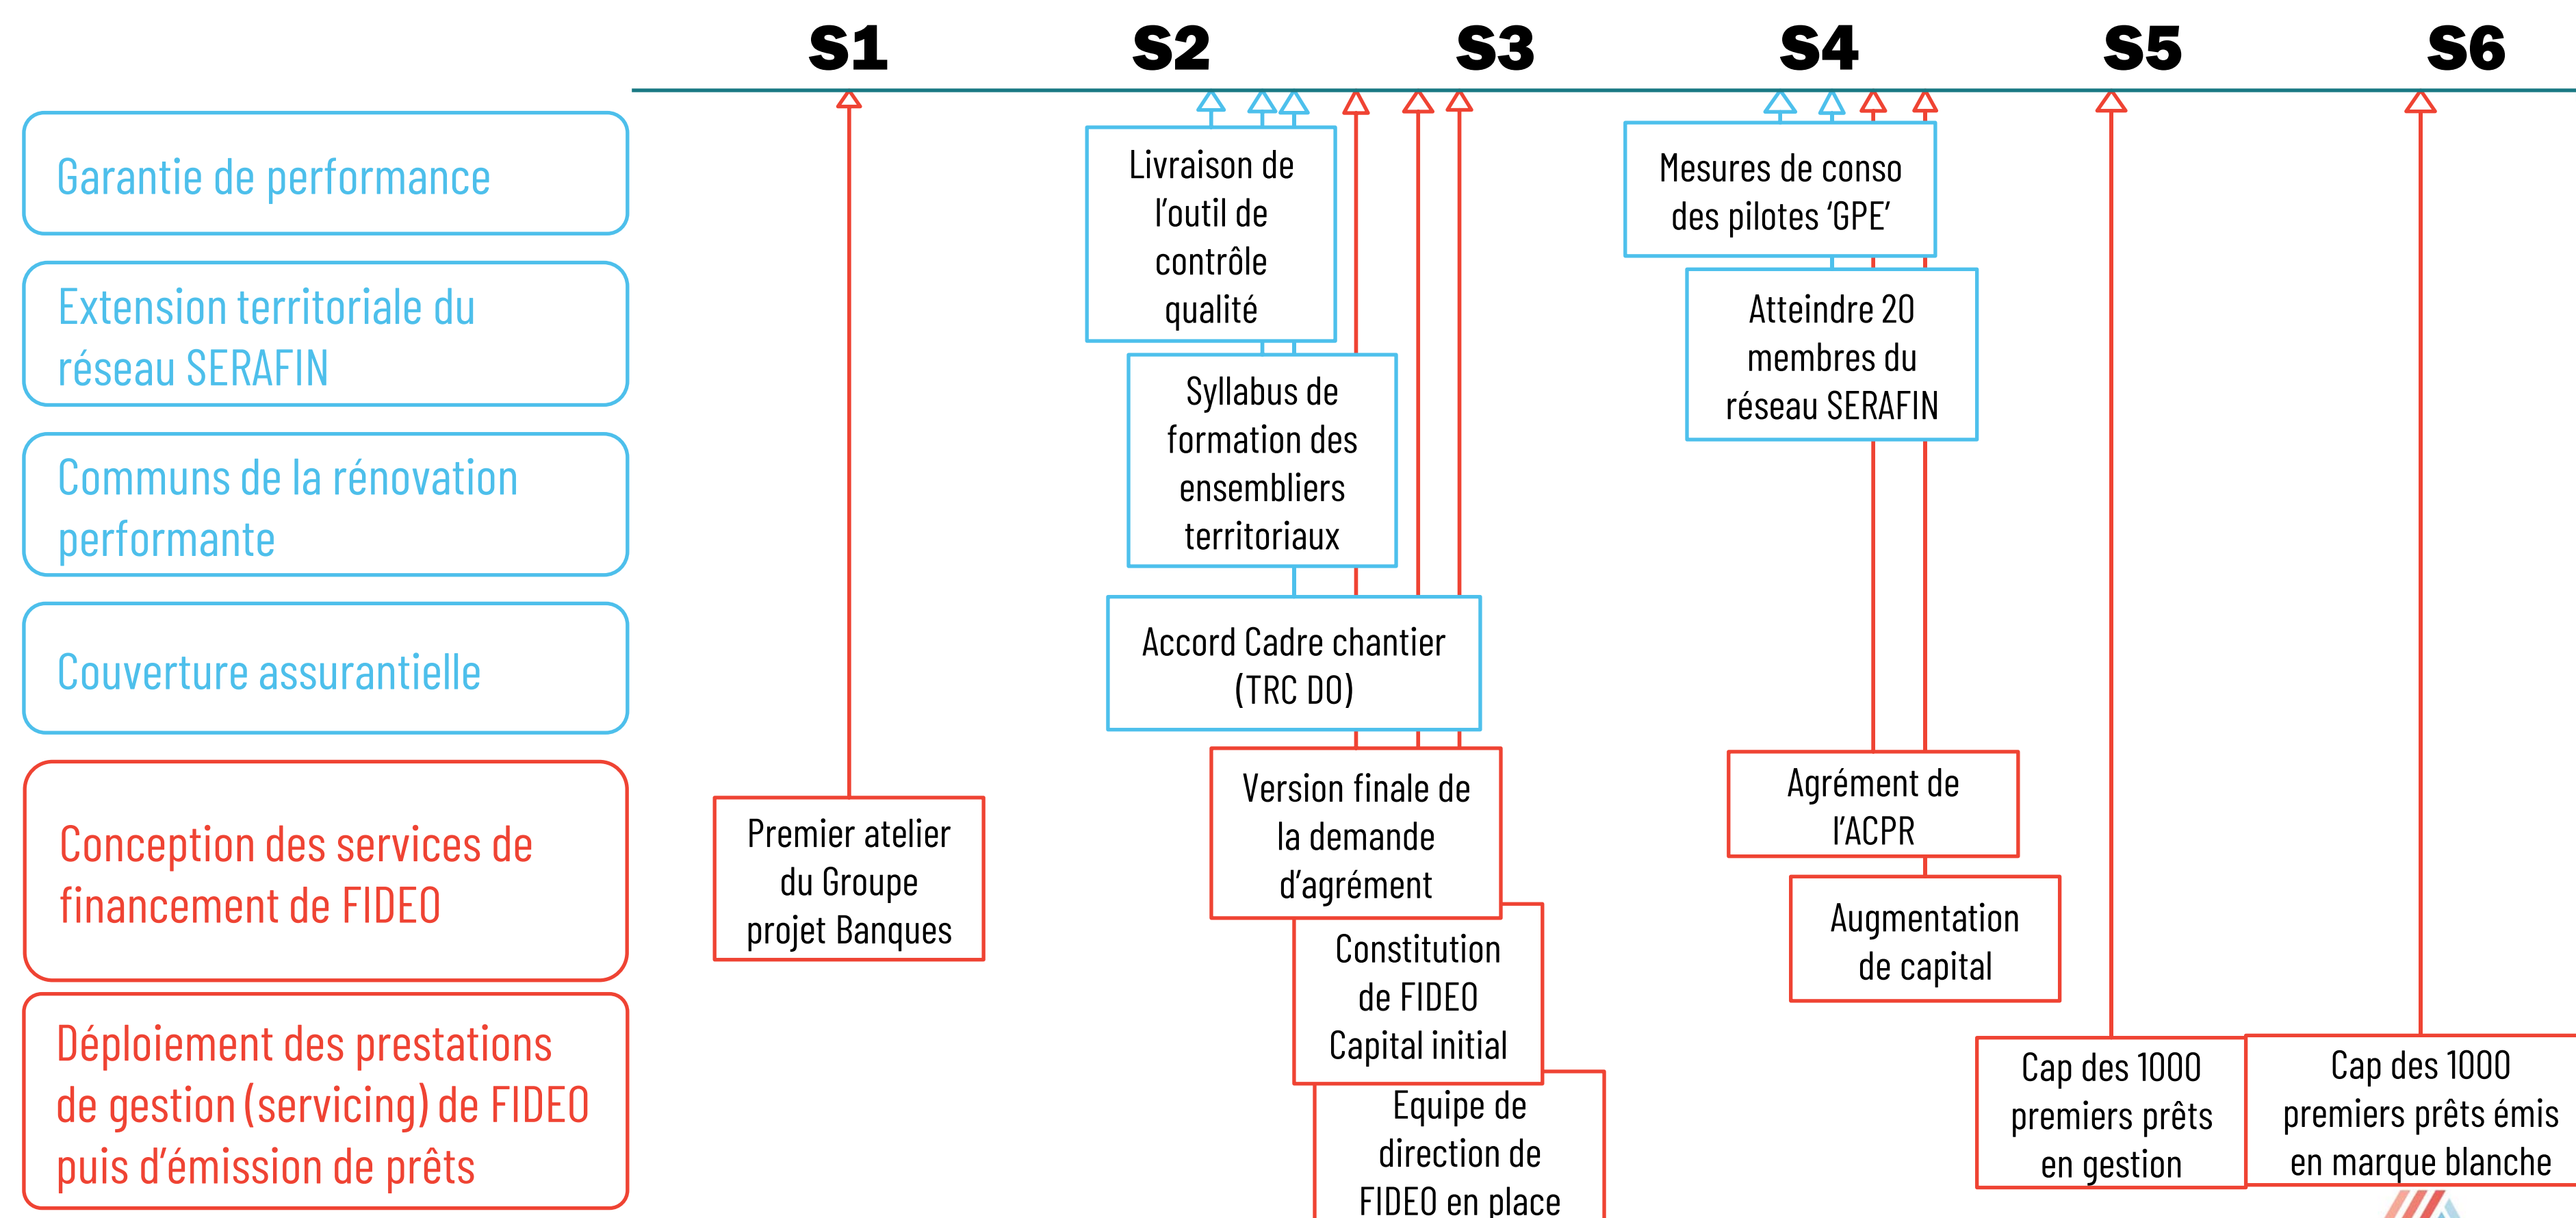 S1 S2 S3 S4 S5 S6
Garantie de performance
Extension territoriale du
réseau SERAFIN
Communs de la rénovation
performante
Couverture assurantielle
Conception des services de
financement de FIDEO
Déploiement des prestations
de gestion (servicing) de FIDEO
puis d’émission de prêts
Premier atelier
du Groupe
projet Banques
Livraison de
l’outil de
contrôle
qualité
Syllabus de
formation des
ensembliers
territoriaux
Accord Cadre chantier
(TRC DO)
Version finale de
la demande
d’agrément
Constitution
de FIDEO
Capital initial
Equipe de
direction de
FIDEO en place
Mesures de conso
des pilotes ‘GPE’
Atteindre 20
membres du
réseau SERAFIN
Agrément de
l’ACPR
Augmentation
de capital
Cap des 1000
premiers prêts
en gestion
Cap des 1000
premiers prêts émis
en marque blanche